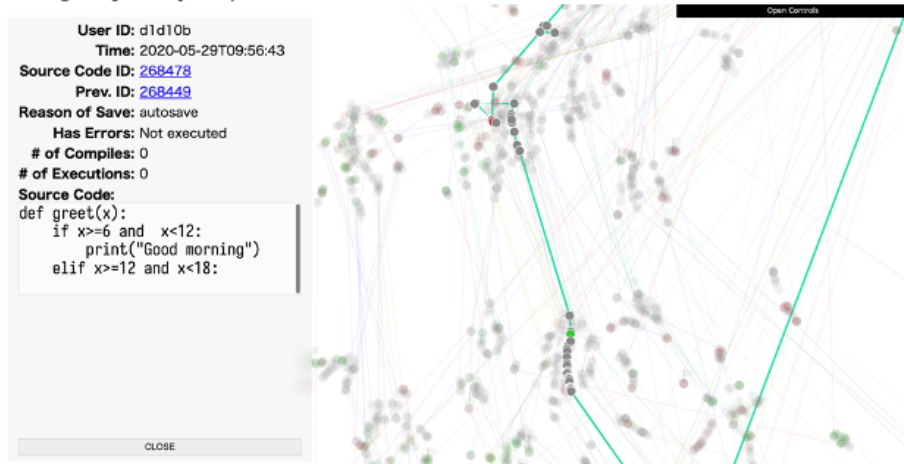 Open Controls
User ID: d1d10b
Time: 2020-05-29T09:56:43
Source Code ID: 268478
Prev. ID: 268449
Reason of Save: autosave
Has Errors: Not executed
# of Compiles: 0
# of Executions: 0
Source Code:
def greet(x):
    if x>=6 and  x<12:
        print("Good morning")
    elif x>=12 and x<18:
CLOSE